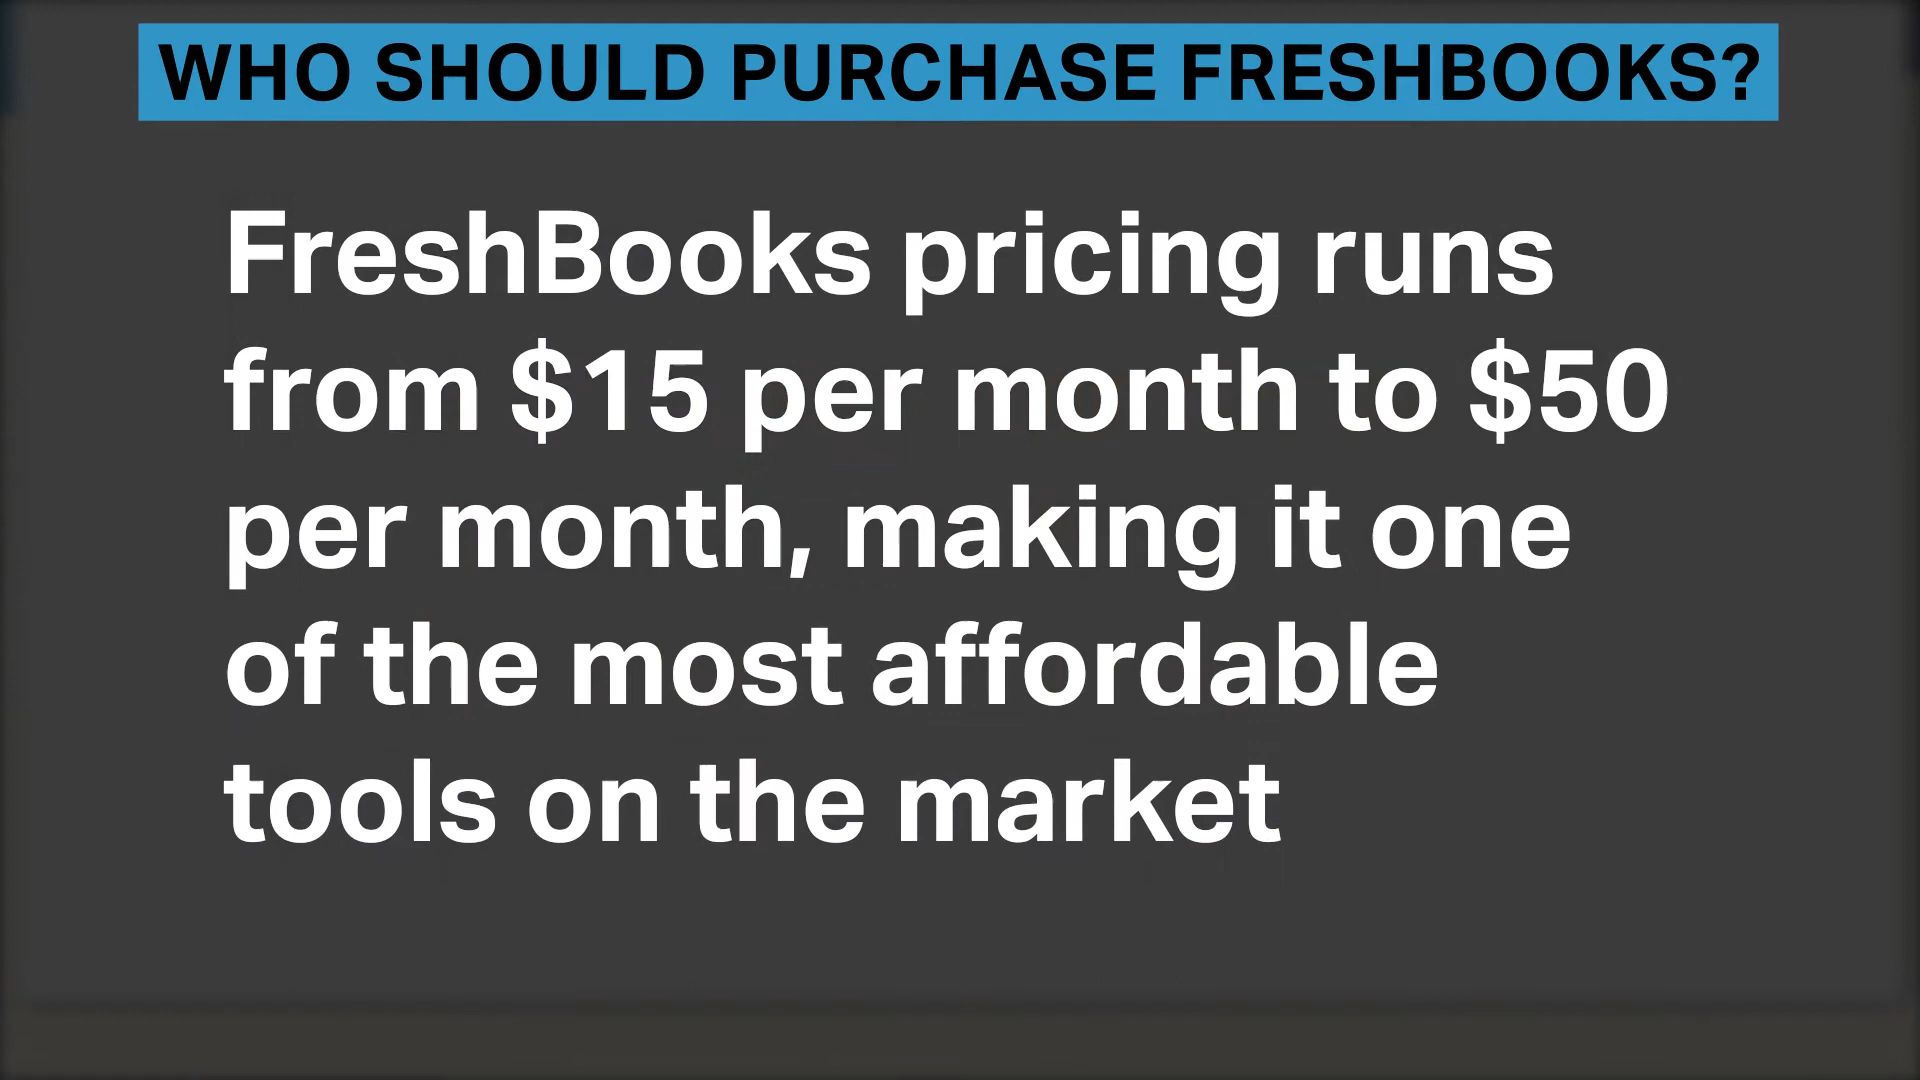 WHO SHOULD PURCHASE FRESHBOOKS?
FreshBooks pricing runs
from $15 per month to $50
per month, making it one
of the most affordable
tools on the market